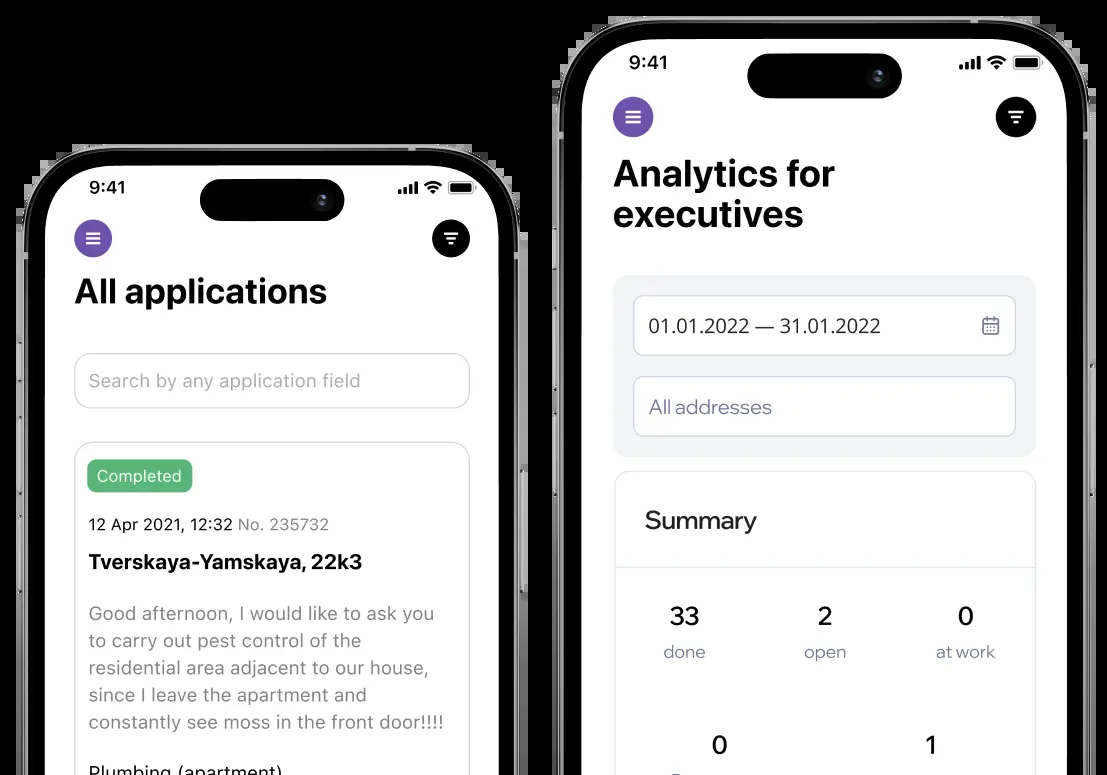 9:41
All applications
Search by any application field
Completed
12 Apr 2021, 12:32 No. 235732
Tverskaya-Yamskaya, 22k3
Good afternoon, I would like to ask you
to carry out pest control of the
residential area adjacent to our house,
since I leave the apartment and
constantly see moss in the front door!!!!
Plumbing (apartment)
9:41
Analytics for
executives
01.01.2022 — 31.01.2022
All addresses
Summary
33 2 0
done open at work
0 1